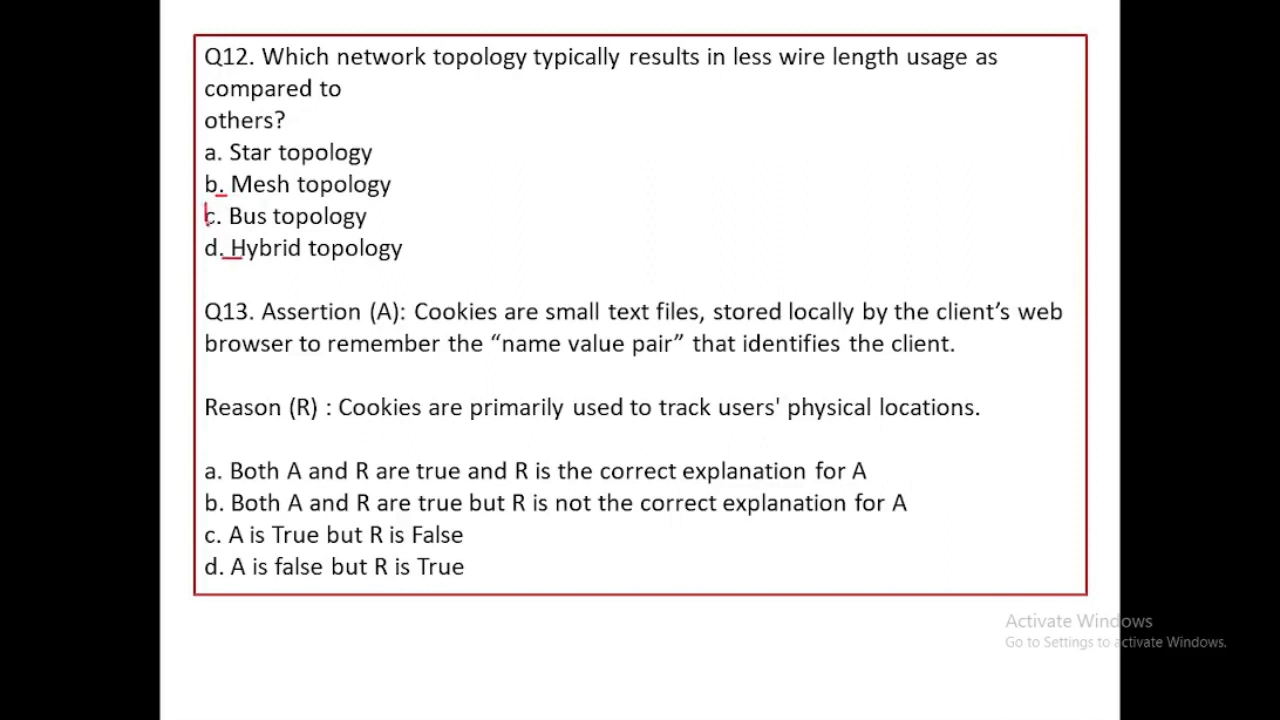 Q12. Which network topology typically results in less wire length usage as
compared to
others?
a. Star topology
b. Mesh topology
c. Bus topology
d. Hybrid topology
Q13. Assertion (A): Cookies are small text files, stored locally by the client’s web
browser to remember the “name value pair” that identifies the client.
Reason (R) : Cookies are primarily used to track users' physical locations.
a. Both A and R are true and R is the correct explanation for A
b. Both A and R are true but R is not the correct explanation for A
c. A is True but R is False
d. A is false but R is True
Activate Windows
Go to Settings to activate Windows.